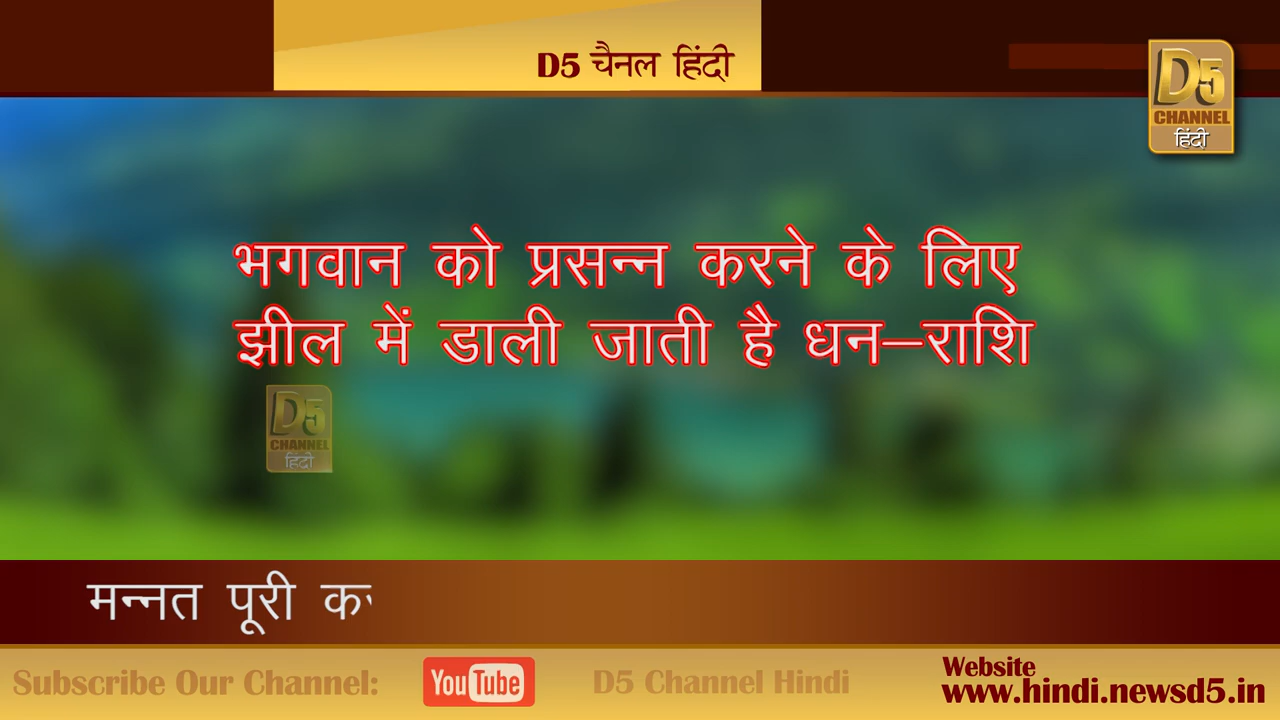 D5 चैनल हिंदी
D5
CHANNEL
हिंदी
भगवान को प्रसन्न करने के लिए
झील में डाली जाती है धन–राशि
D5
CHANNEL
हिंदी
मन्नत पूरी
Subscribe Our Channel:
YouTube
D5 Channel Hindi
Website
www.hindi.newsd5.in